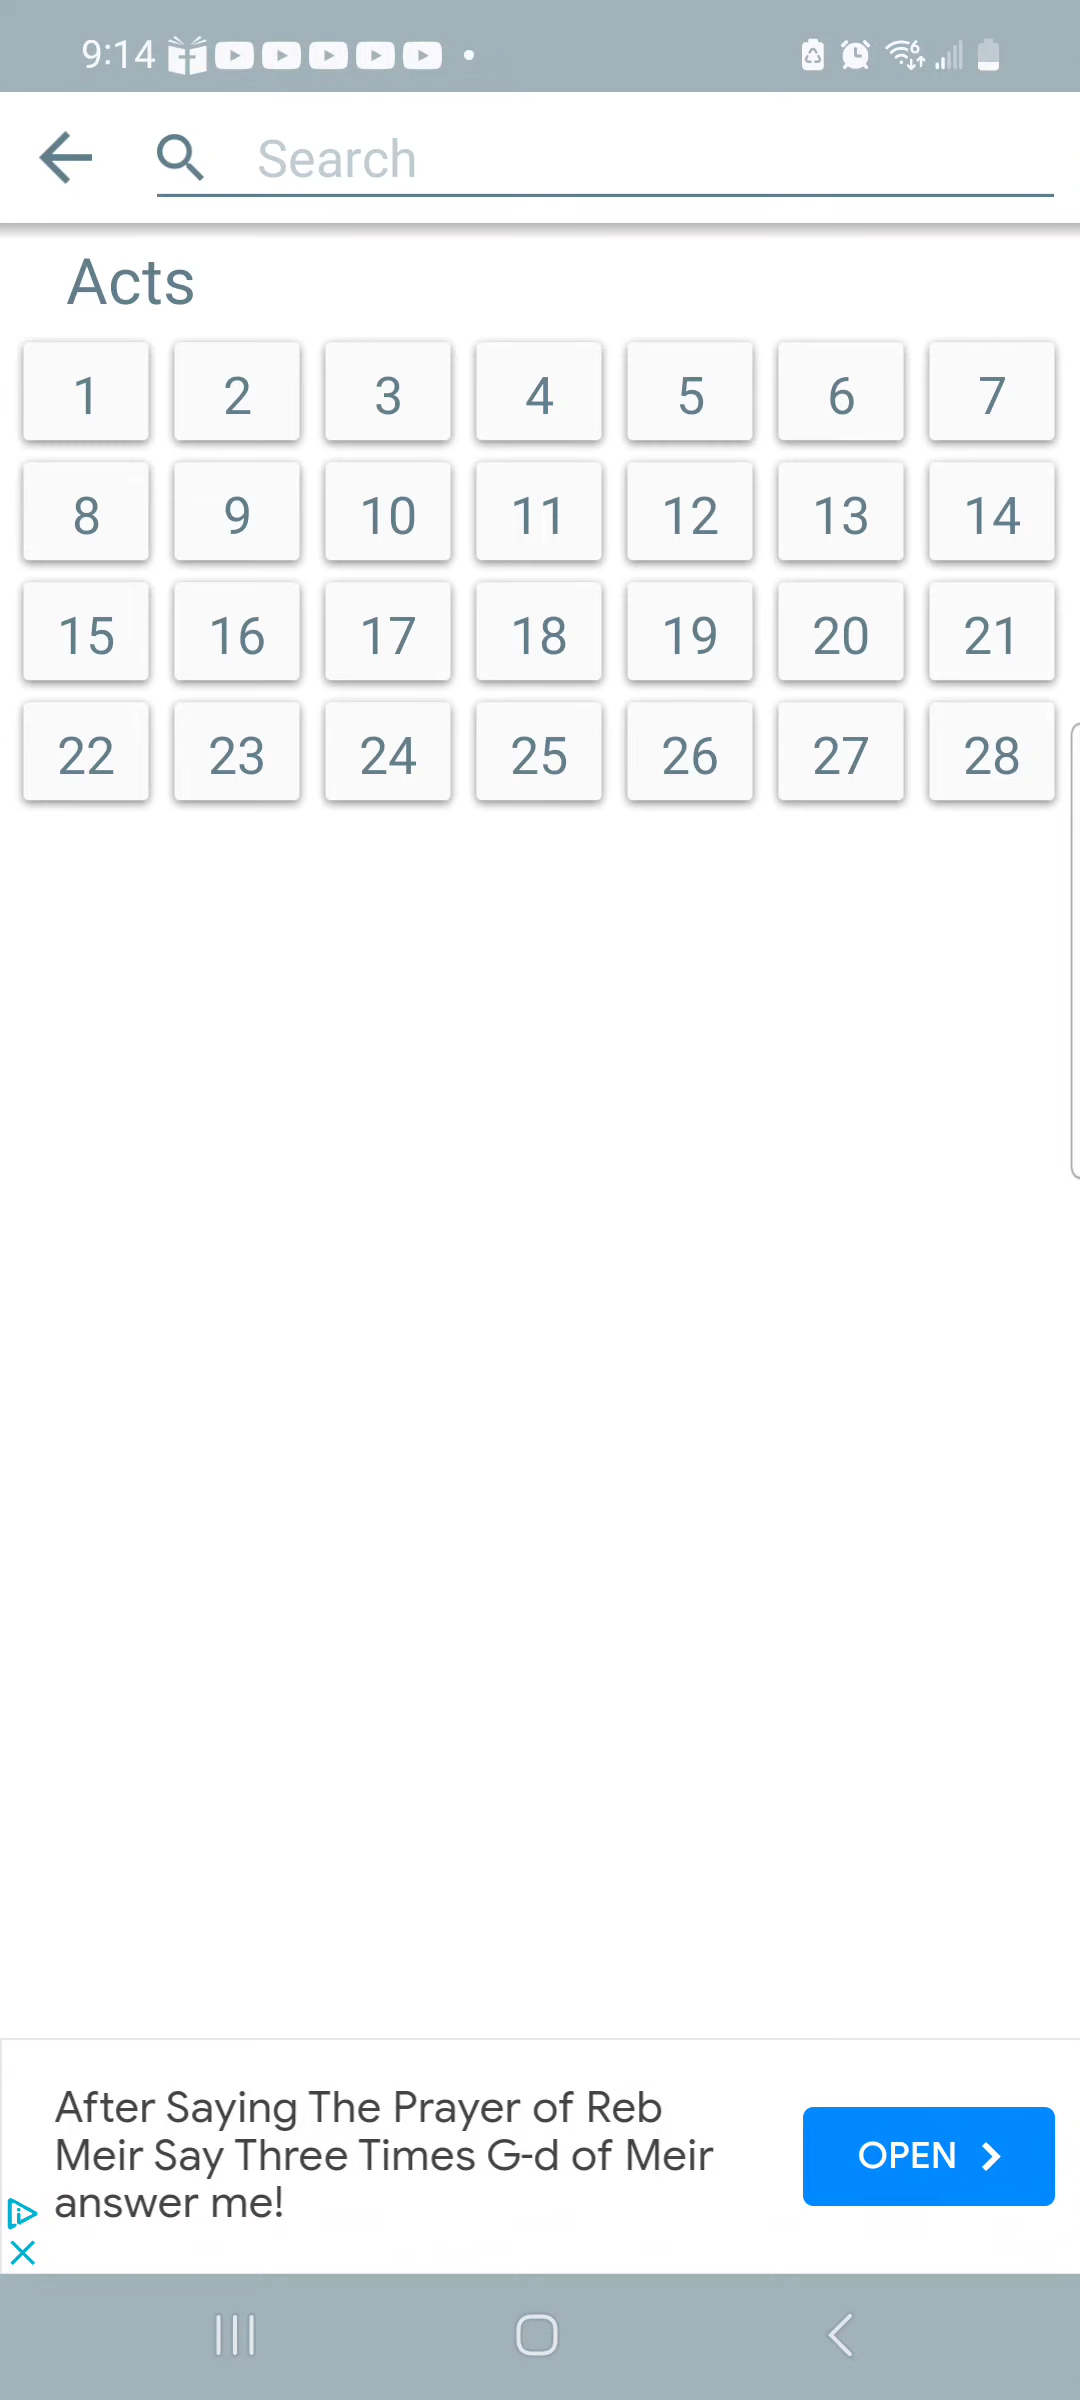 9:14
Search
Acts
1 2 3 4 5 6 7
8 9 10 11 12 13 14
15 16 17 18 19 20 21
22 23 24 25 26 27 28
After Saying The Prayer of Reb
Meir Say Three Times G-d of Meir
answer me!
OPEN